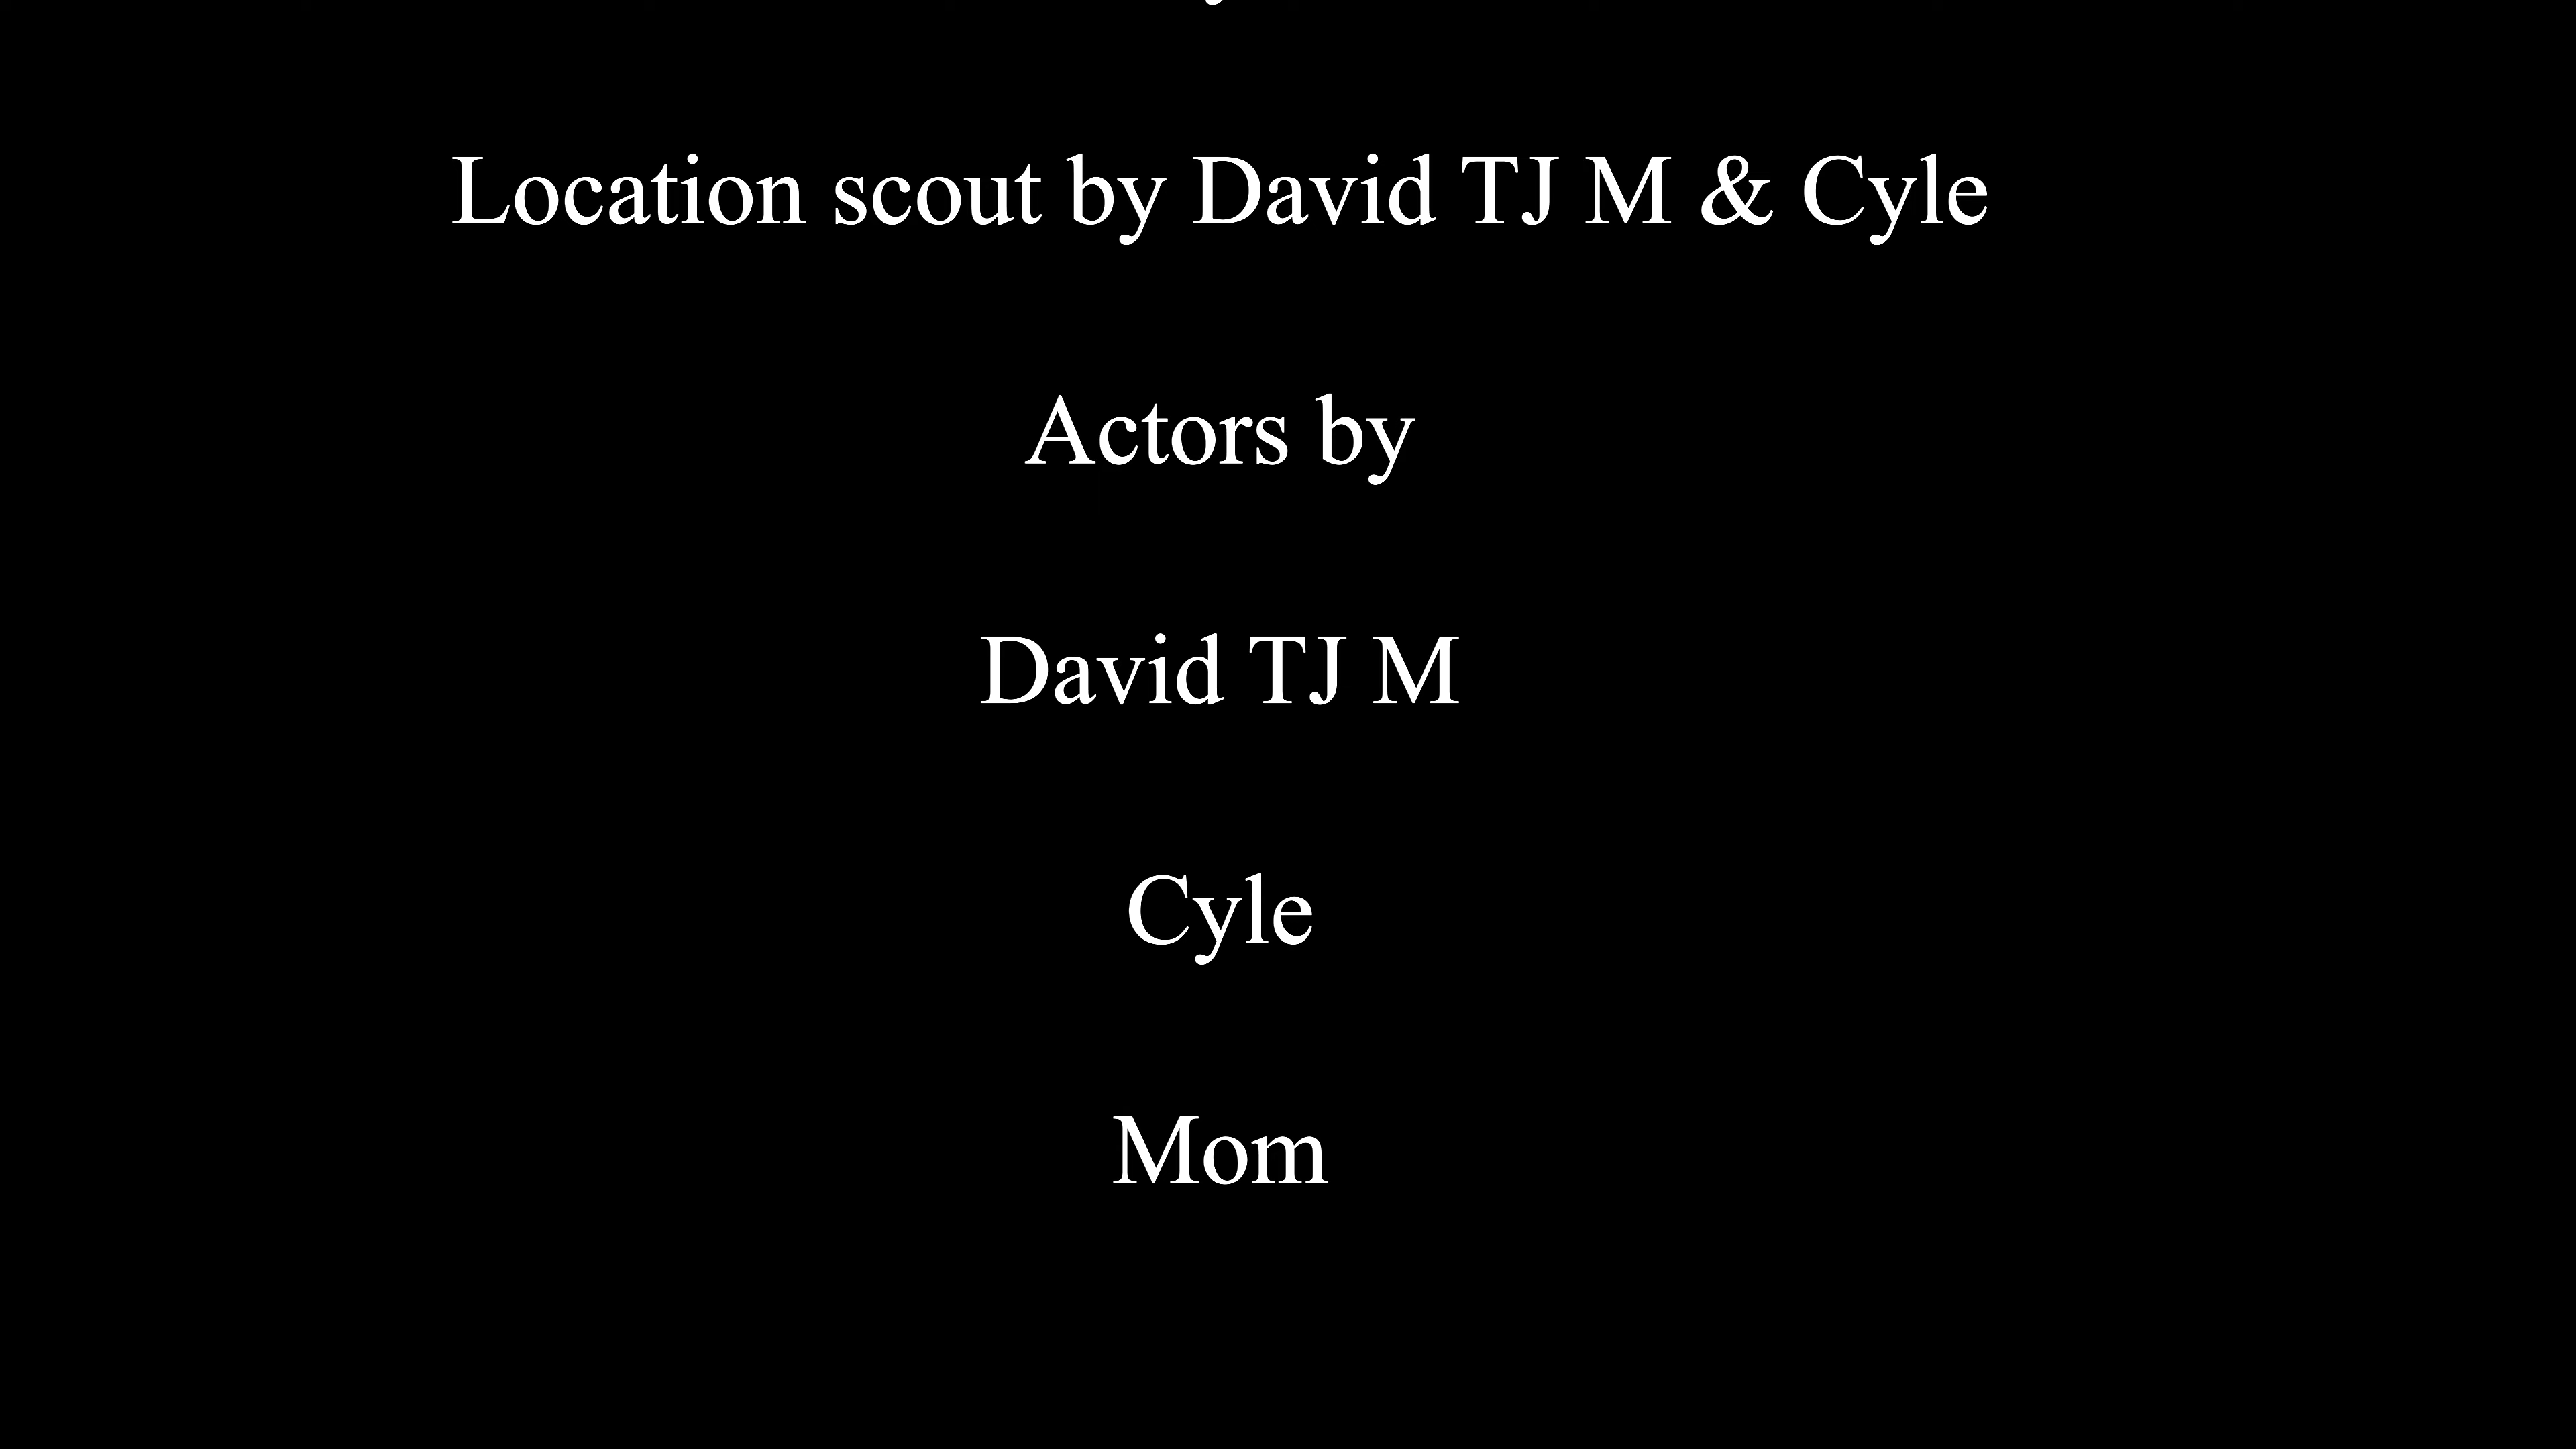 Location scout by David TJ M & Cyle
Actors by
David TJ M
Cyle
Mom